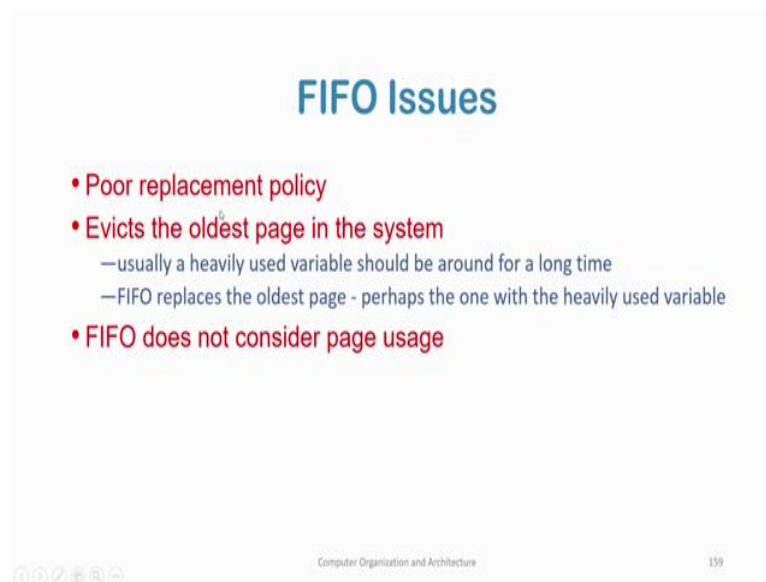 FIFO Issues
• Poor replacement policy
• Evicts the oldest page in the system
—usually a heavily used variable should be around for a long time
—FIFO replaces the oldest page - perhaps the one with the heavily used variable
• FIFO does not consider page usage
Computer Organization and Architecture
159